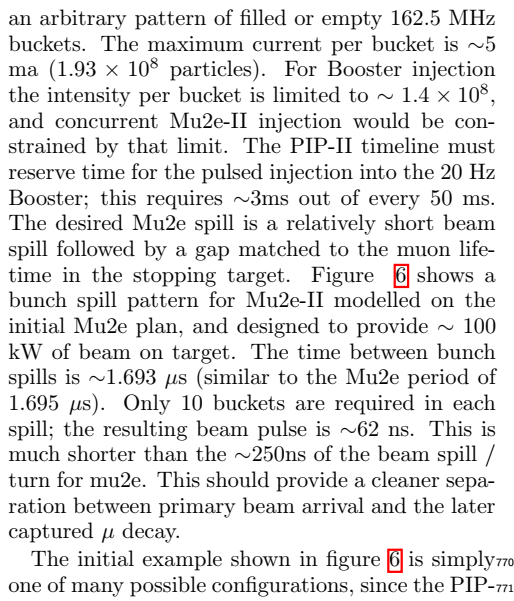 an arbitrary pattern of filled or empty 162.5 MHz
buckets. The maximum current per bucket is ∼5
ma (1.93 × 10⁸ particles). For Booster injection
the intensity per bucket is limited to ∼ 1.4 × 10⁸,
and concurrent Mu2e-II injection would be con-
strained by that limit. The PIP-II timeline must
reserve time for the pulsed injection into the 20 Hz
Booster; this requires ∼3ms out of every 50 ms.
The desired Mu2e spill is a relatively short beam
spill followed by a gap matched to the muon life-
time in the stopping target. Figure 6 shows a
bunch spill pattern for Mu2e-II modelled on the
initial Mu2e plan, and designed to provide ∼ 100
kW of beam on target. The time between bunch
spills is ∼1.693 μs (similar to the Mu2e period of
1.695 μs). Only 10 buckets are required in each
spill; the resulting beam pulse is ∼62 ns. This is
much shorter than the ∼250ns of the beam spill /
turn for mu2e. This should provide a cleaner sepa-
ration between primary beam arrival and the later
captured μ decay.
The initial example shown in figure 6 is simply 770
one of many possible configurations, since the PIP- 771